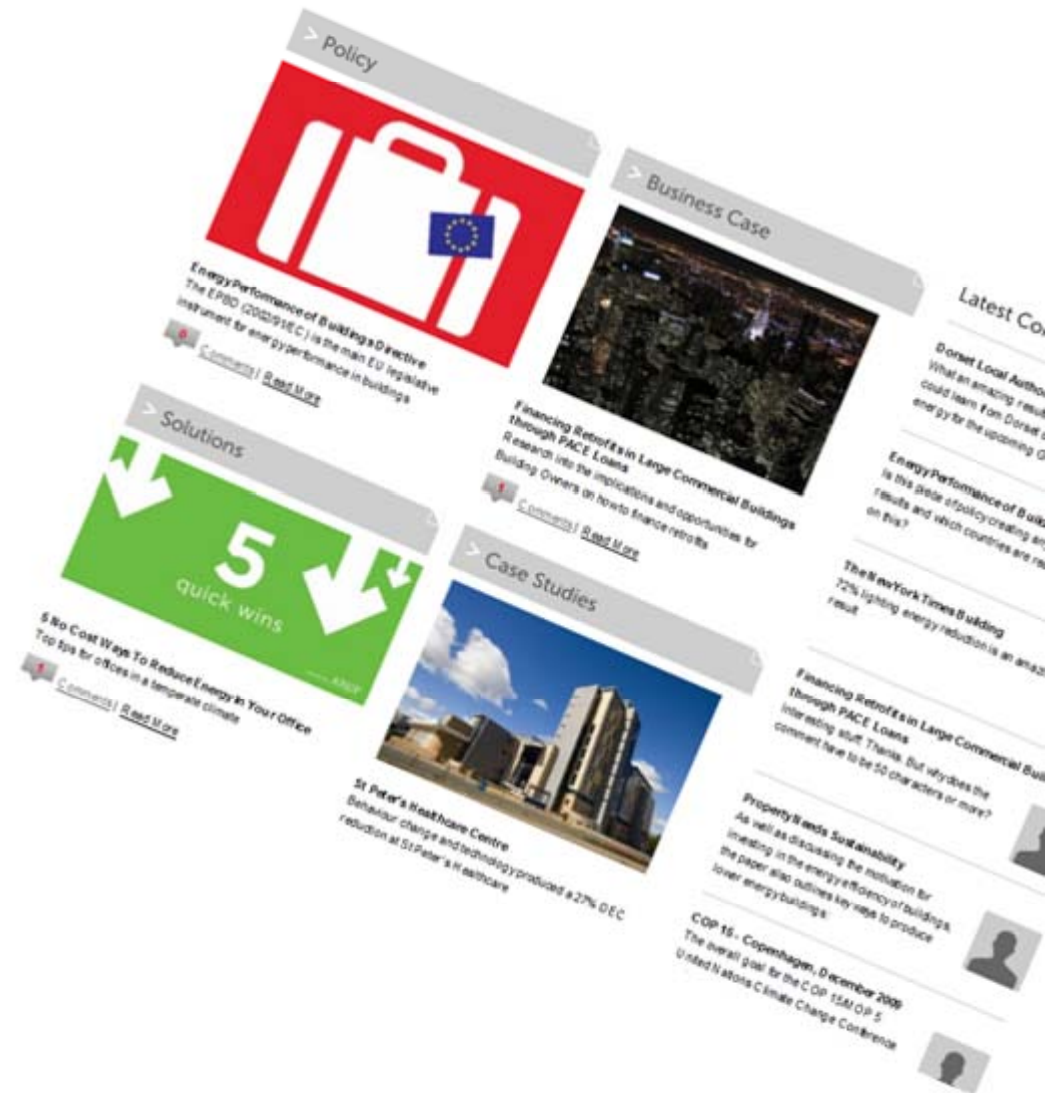 > Policy
Energy Performance of Buildings Directive
The EPBD (2002/91/EC) is the main EU legislative
instrument for energy performance in buildings
0 Comments | Read More
> Business Case
Financing Retrofits in Large Commercial Buildings
through PACE Loans
Research into the implications and opportunities for
Building Owners on how to finance retrofits
1 Comments | Read More
> Solutions
5
quick wins
5 No Cost Ways To Reduce Energy In Your Office
Top tips for offices in a temperate climate
1 Comments | Read More
> Case Studies
St Peter's Healthcare Centre
Behaviour change and technology produced a 27% DEC
reduction at St Peter's Healthcare
Latest Co
Dorset Local Autho
What an amazing result
could learn from Dorset
energy for the upcoming
Energy Performance of Build
Is this piece of policy creating
results and which countries are
on this?
The New York Times Building
72% lighting energy reduction is an amaz
result
Financing Retrofits in Large Commercial Buil
through PACE Loans
Interesting stuff. Thanks. But why does the
comment have to be 50 characters or more?
Property Needs Sustainability
As well as discussing the motivation for
investing in the energy efficiency of buildings,
the paper also outlines key ways to produce
lower energy buildings
COP 15 - Copenhagen, December 2009
The overall goal for the COP 15/MOP 5
United Nations Climate Change Conference